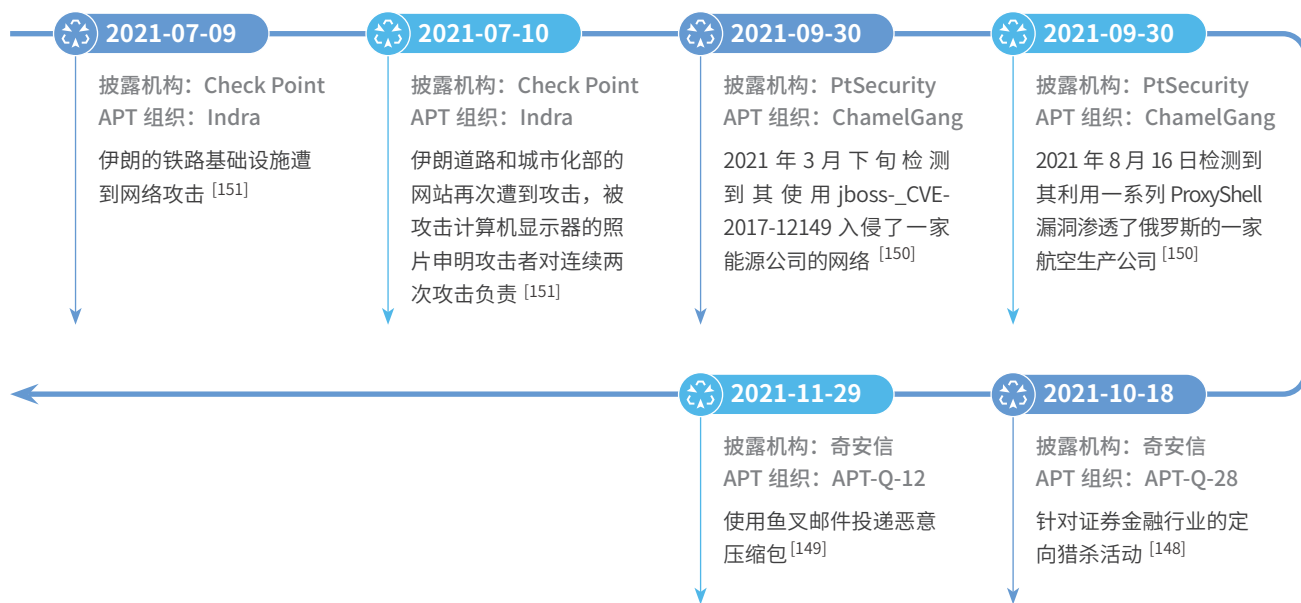 2021-07-09
披露机构：Check Point
APT 组织：Indra
伊朗的铁路基础设施遭
到网络攻击 [151]
2021-07-10
披露机构：Check Point
APT 组织：Indra
伊朗道路和城市化部的
网站再次遭到攻击，被
攻击计算机显示器的照
片申明攻击者对连续两
次攻击负责 [151]
2021-09-30
披露机构：PtSecurity
APT 组织：ChamelGang
2021 年 3 月下旬检测
到其使用 jboss-_CVE-
2017-12149 入侵了一家
能源公司的网络 [150]
2021-09-30
披露机构：PtSecurity
APT 组织：ChamelGang
2021 年 8 月 16 日检测到
其利用一系列 ProxyShell
漏洞渗透了俄罗斯的一家
航空生产公司 [150]
2021-10-18
披露机构：奇安信
APT 组织：APT-Q-28
针对证券金融行业的定
向猎杀活动 [148]
2021-11-29
披露机构：奇安信
APT 组织：APT-Q-12
使用鱼叉邮件投递恶意
压缩包 [149]